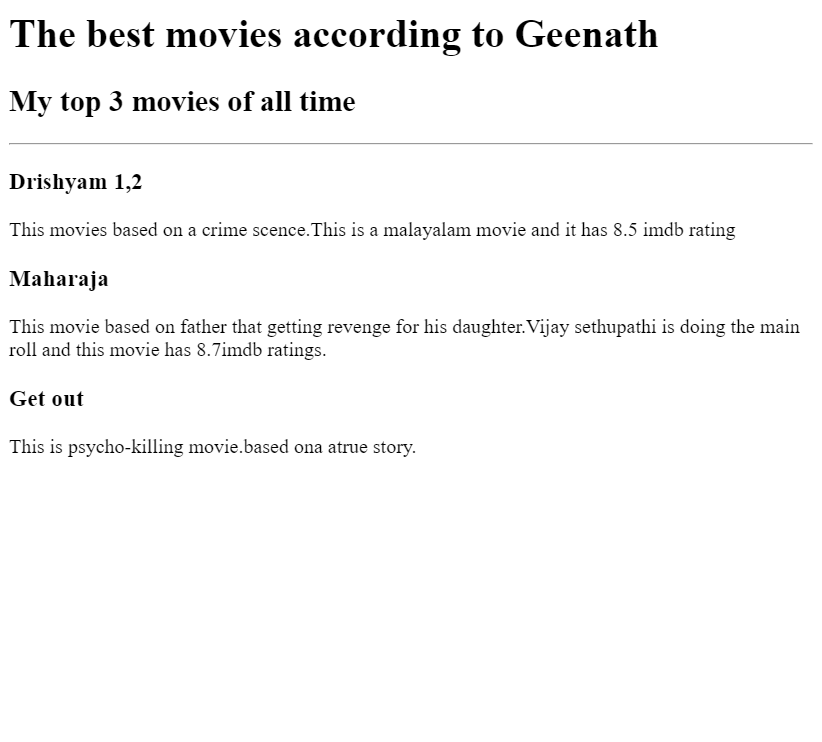 The best movies according to Geenath
My top 3 movies of all time
Drishyam 1,2
This movies based on a crime scence.This is a malayalam movie and it has 8.5 imdb rating
Maharaja
This movie based on father that getting revenge for his daughter.Vijay sethupathi is doing the main
roll and this movie has 8.7imdb ratings.
Get out
This is psycho-killing movie.based ona atrue story.